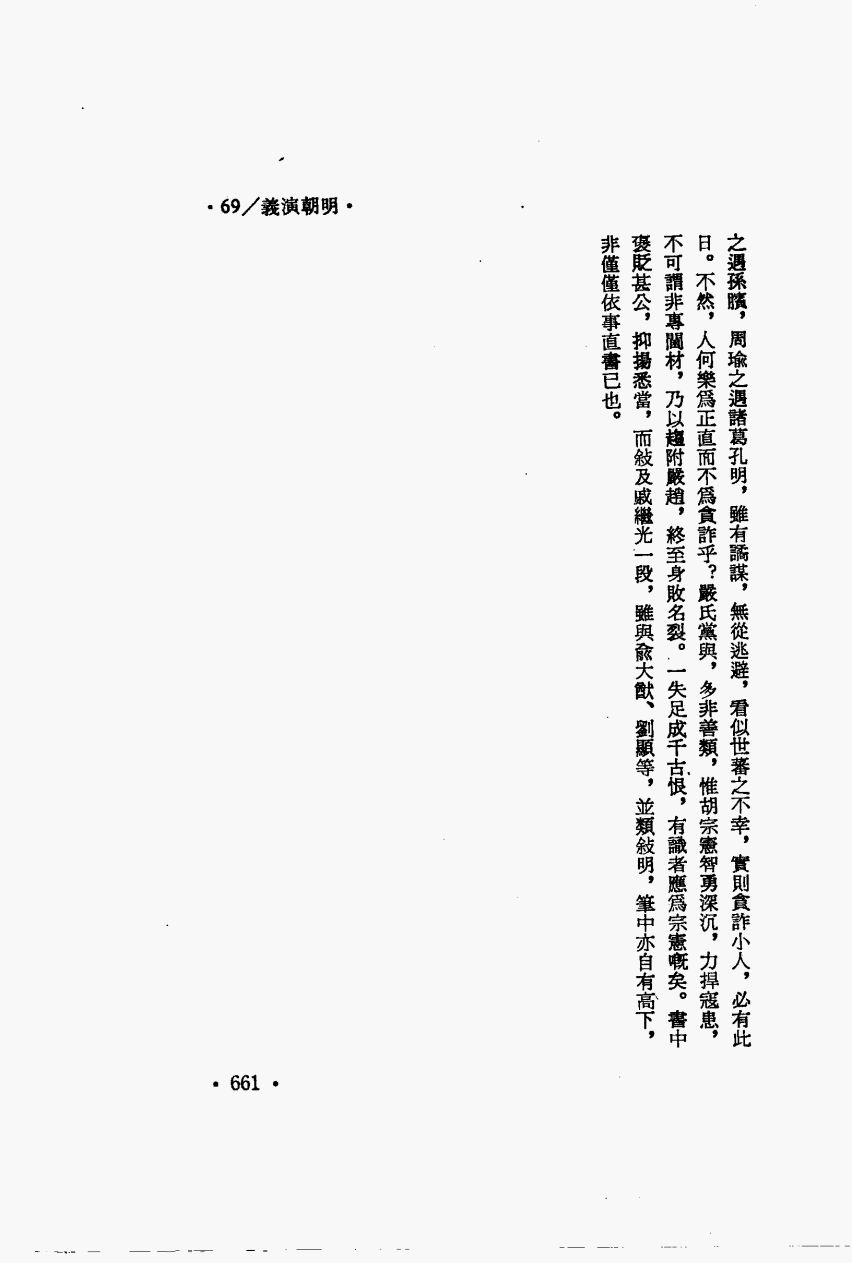 ·69／義演朝明·
之遇孫臏，周瑜之遇諸葛孔明，雖有譎謀，無從逃避，看似世蕃之不幸，實則貪詐小人，必有此
日。不然，人何樂爲正直而不爲貪詐乎？嚴氏黨與，多非善類，惟胡宗憲智勇深沉，力捍寇患，
不可謂非專閫材，乃以趨附嚴趙，終至身敗名裂。一失足成千古恨，有識者應爲宗憲嘅矣。書中
褒貶甚公，抑揚悉當，而敍及戚繼光一段，雖與俞大猷、劉顯等，並類敍明，筆中亦自有高下，
非僅僅依事直書已也。
·661·